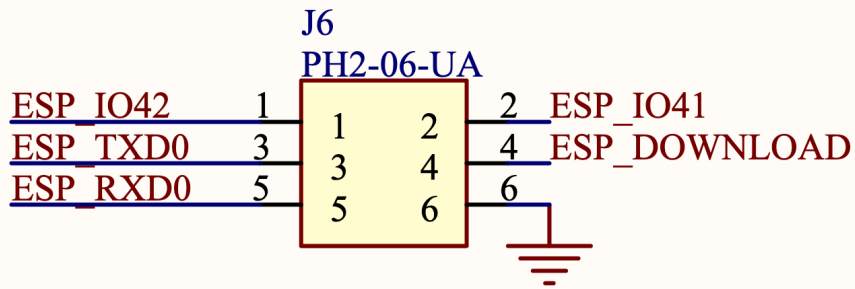 J6
PH2-06-UA
ESP_IO42 1 1 2 2 ESP_IO41
ESP_TXD0 3 3 4 4 ESP_DOWNLOAD
ESP_RXD0 5 5 6 6